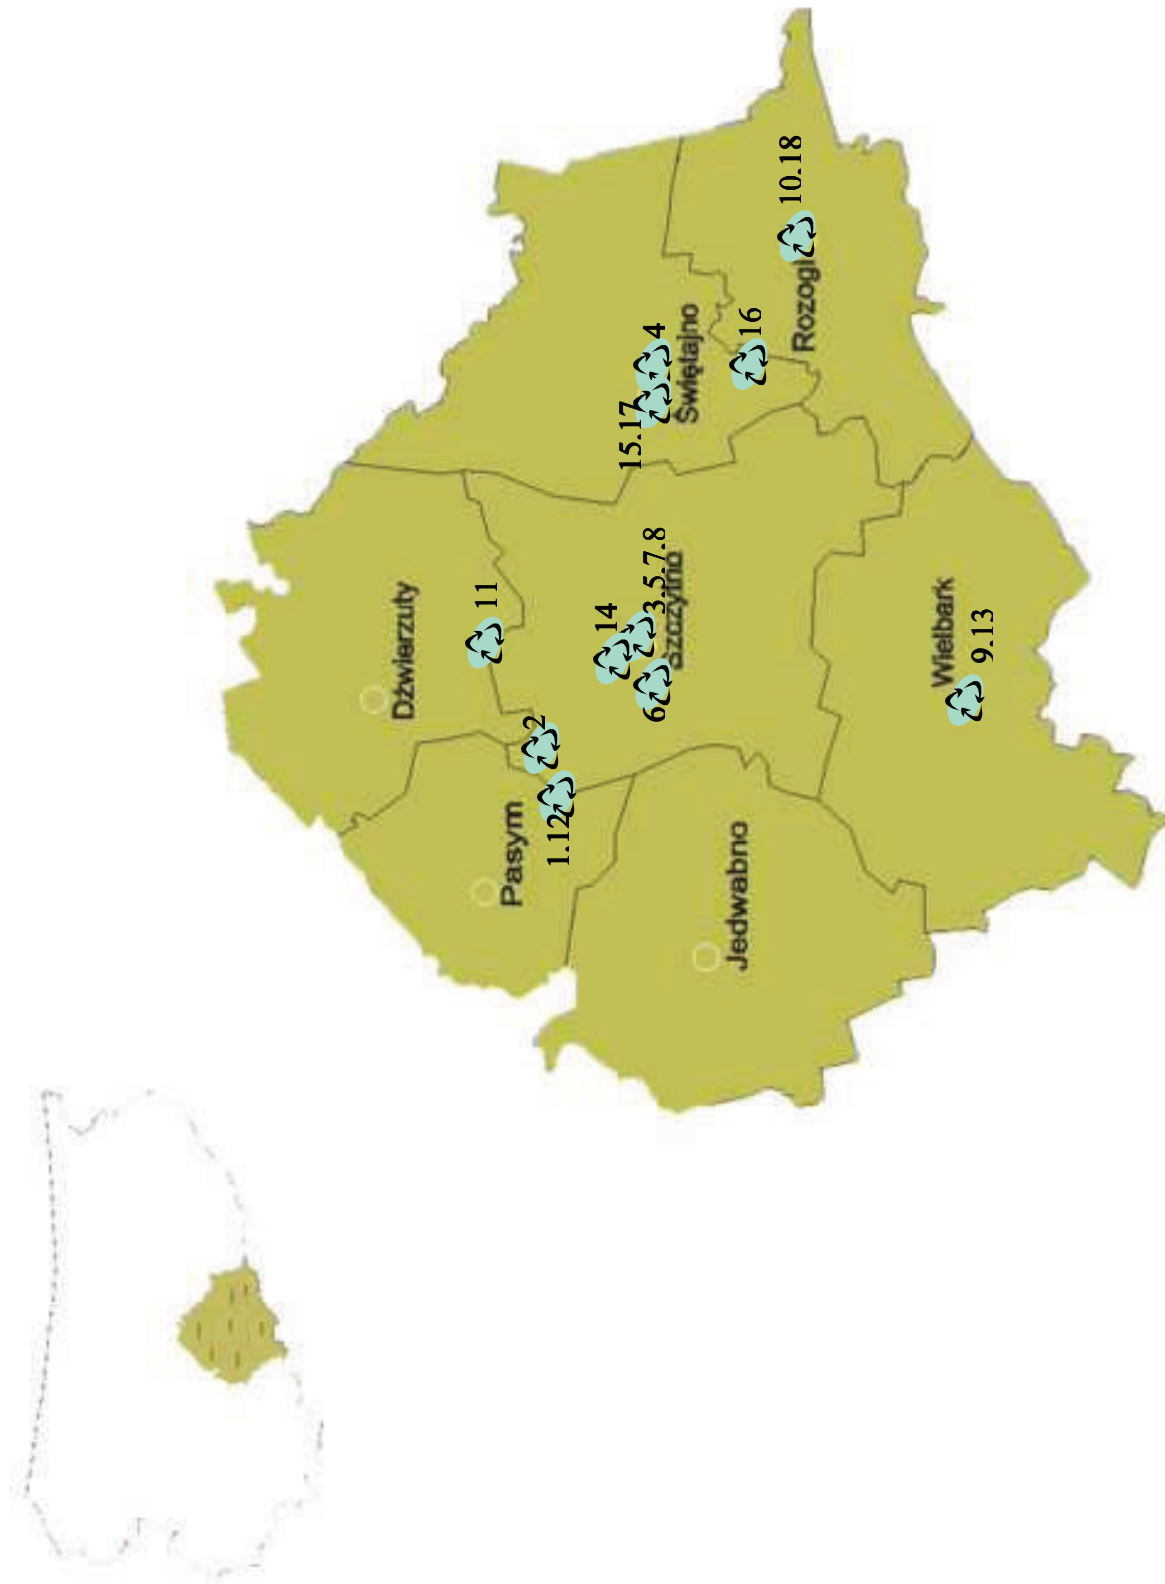 Dźwierzuty
11
2
Pasym
1.12
14
3.5.7.8
6
Szczytno
15.17
4
Świętajno
16
10.18
Rozogi
Jedwabno
Wielbark
9.13